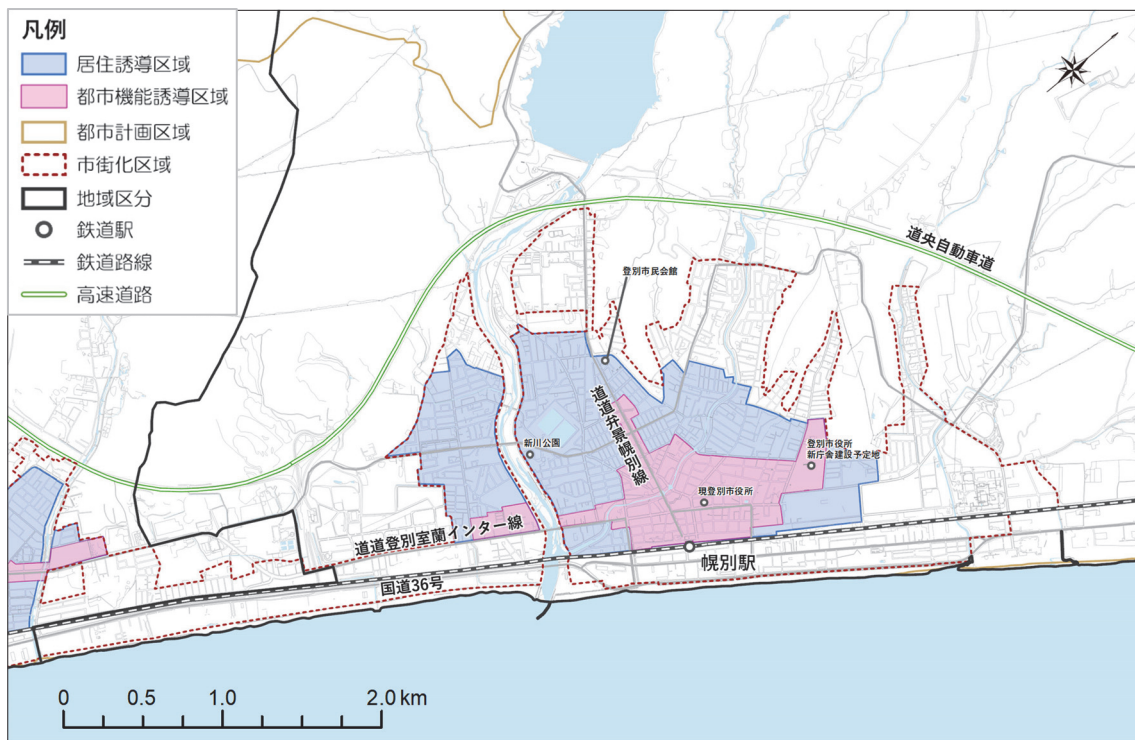 凡例
居住誘導区域
都市機能誘導区域
都市計画区域
市街化区域
地域区分
鉄道駅
鉄道路線
高速道路
道央自動車道
登別市民会館
道道弁景幌別線
新川公園
登別市役所
新庁舎建設予定地
現登別市役所
道道登別室蘭インター線
幌別駅
国道36号
0 0.5 1.0 2.0 km